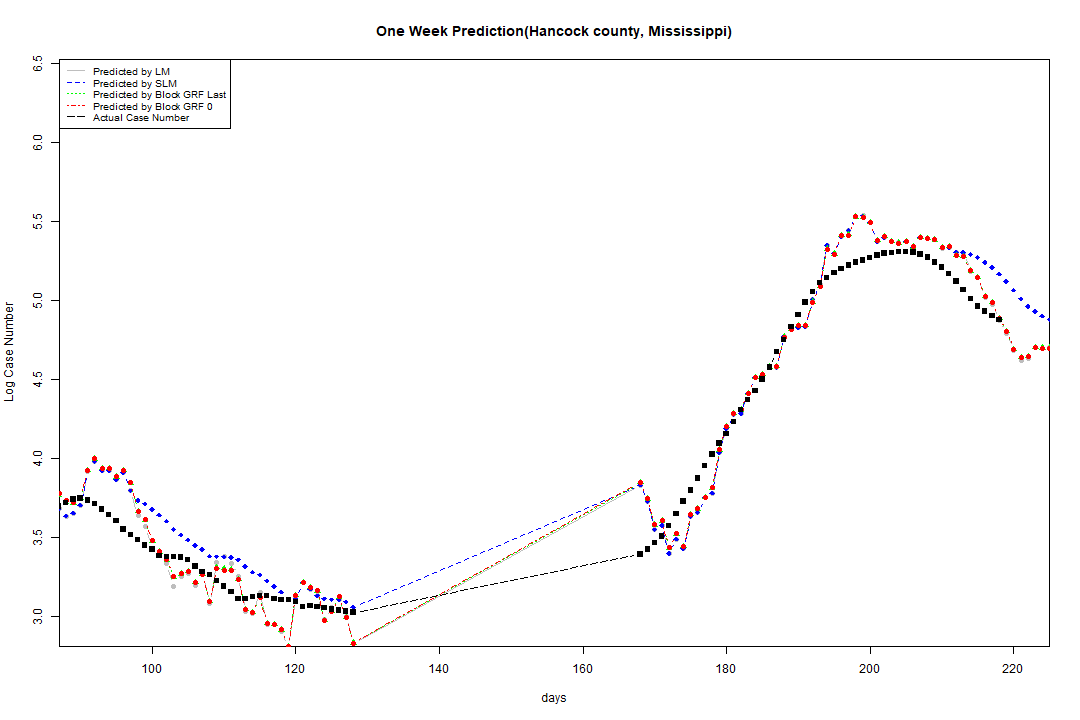 One Week Prediction(Hancock county, Mississippi)
Predicted by LM
Predicted by SLM
Predicted by Block GRF Last
Predicted by Block GRF 0
Actual Case Number
6.5
6.0
5.5
5.0
4.5
4.0
3.5
3.0
Log Case Number
100 120 140 160 180 200 220
days